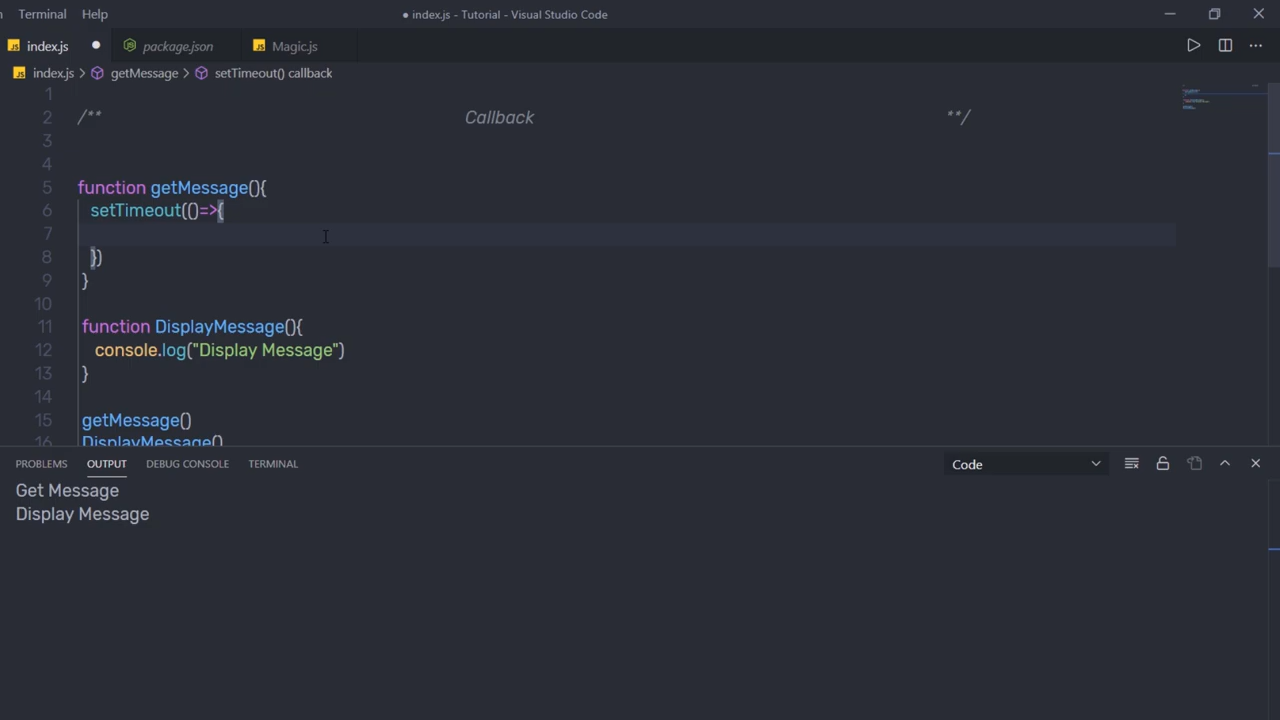 Terminal Help ● index.js - Tutorial - Visual Studio Code
JS index.js ● package.json JS Magic.js
JS index.js > getMessage > setTimeout() callback
1
2 /** Callback **/
3
4
5 function getMessage(){
6 setTimeout(()=>{
7
8 })
9 }
10
11 function DisplayMessage(){
12 console.log("Display Message")
13 }
14
15 getMessage()
16 DisplayMessage()
PROBLEMS OUTPUT DEBUG CONSOLE TERMINAL Code
Get Message
Display Message